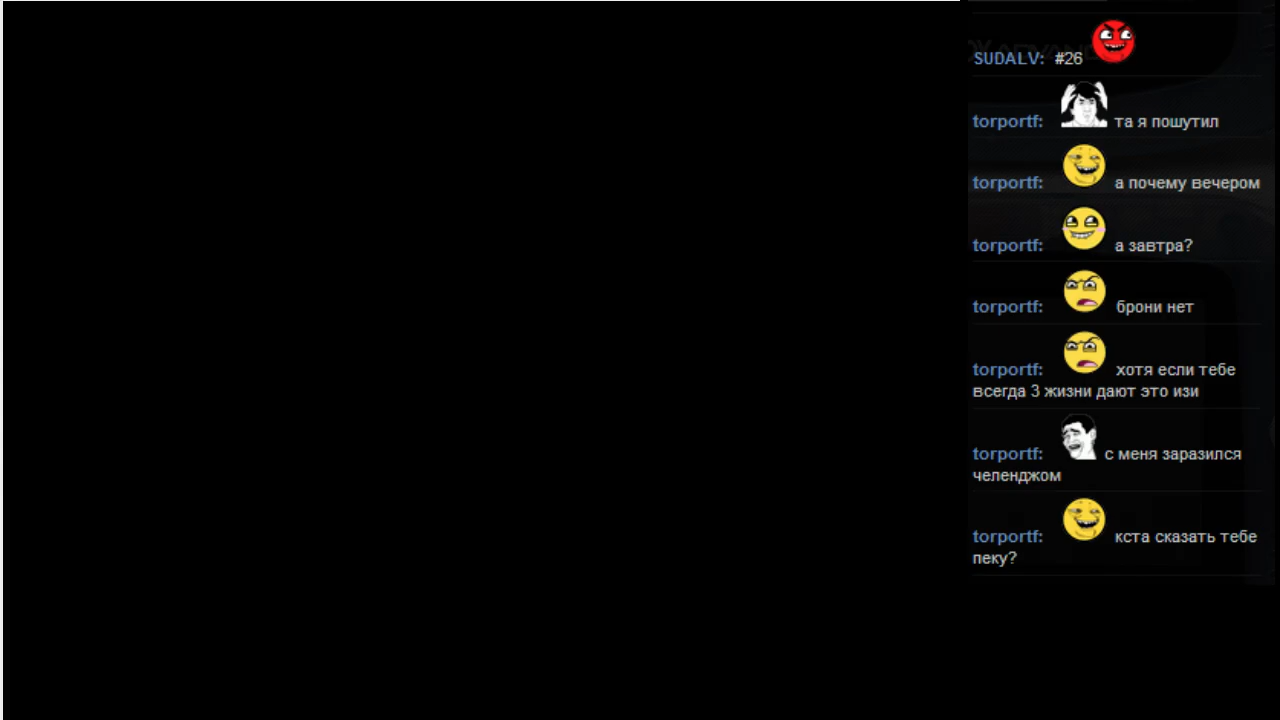 SUDALV: #26
torportf: та я пошутил
torportf: а почему вечером
torportf: а завтра?
torportf: брони нет
torportf: хотя если тебе
всегда 3 жизни дают это изи
torportf: с меня заразился
челенджом
torportf: кста сказать тебе
пеку?